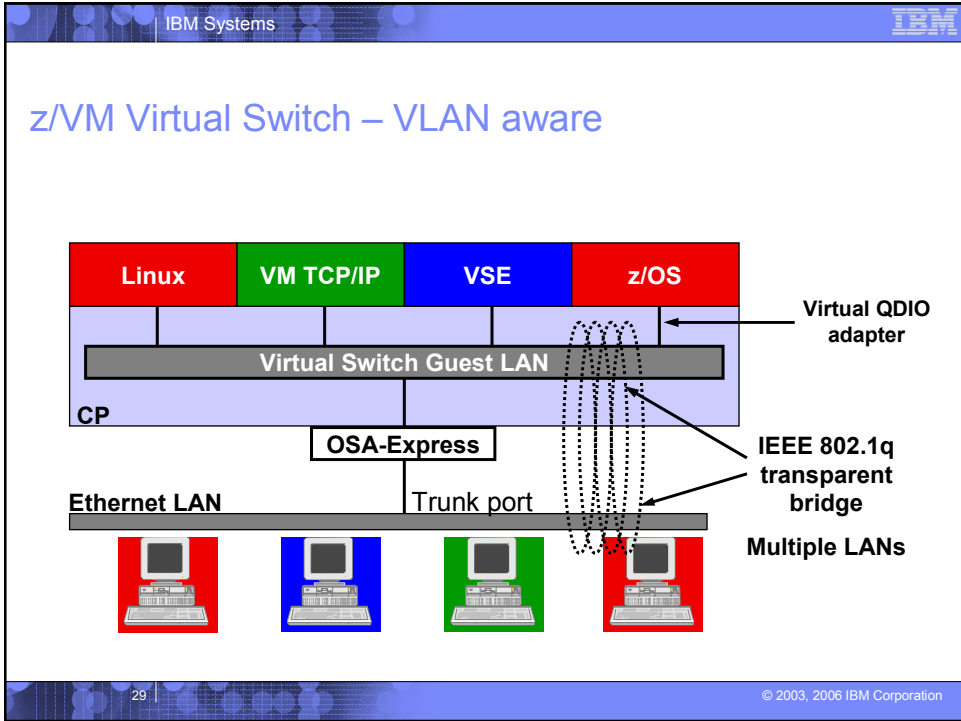 IBM Systems
IBM
z/VM Virtual Switch – VLAN aware
Linux
VM TCP/IP
VSE
z/OS
Virtual QDIO
adapter
Virtual Switch Guest LAN
CP
OSA-Express
IEEE 802.1q
transparent
bridge
Ethernet LAN
Trunk port
Multiple LANs
29
© 2003, 2006 IBM Corporation